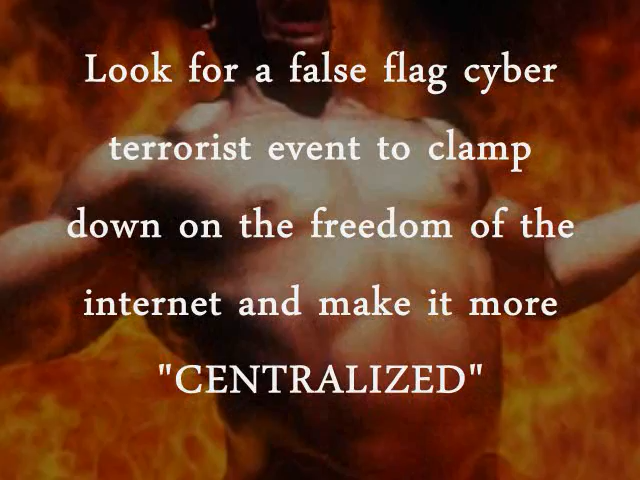 Look for a false flag cyber
terrorist event to clamp
down on the freedom of the
internet and make it more
"CENTRALIZED"